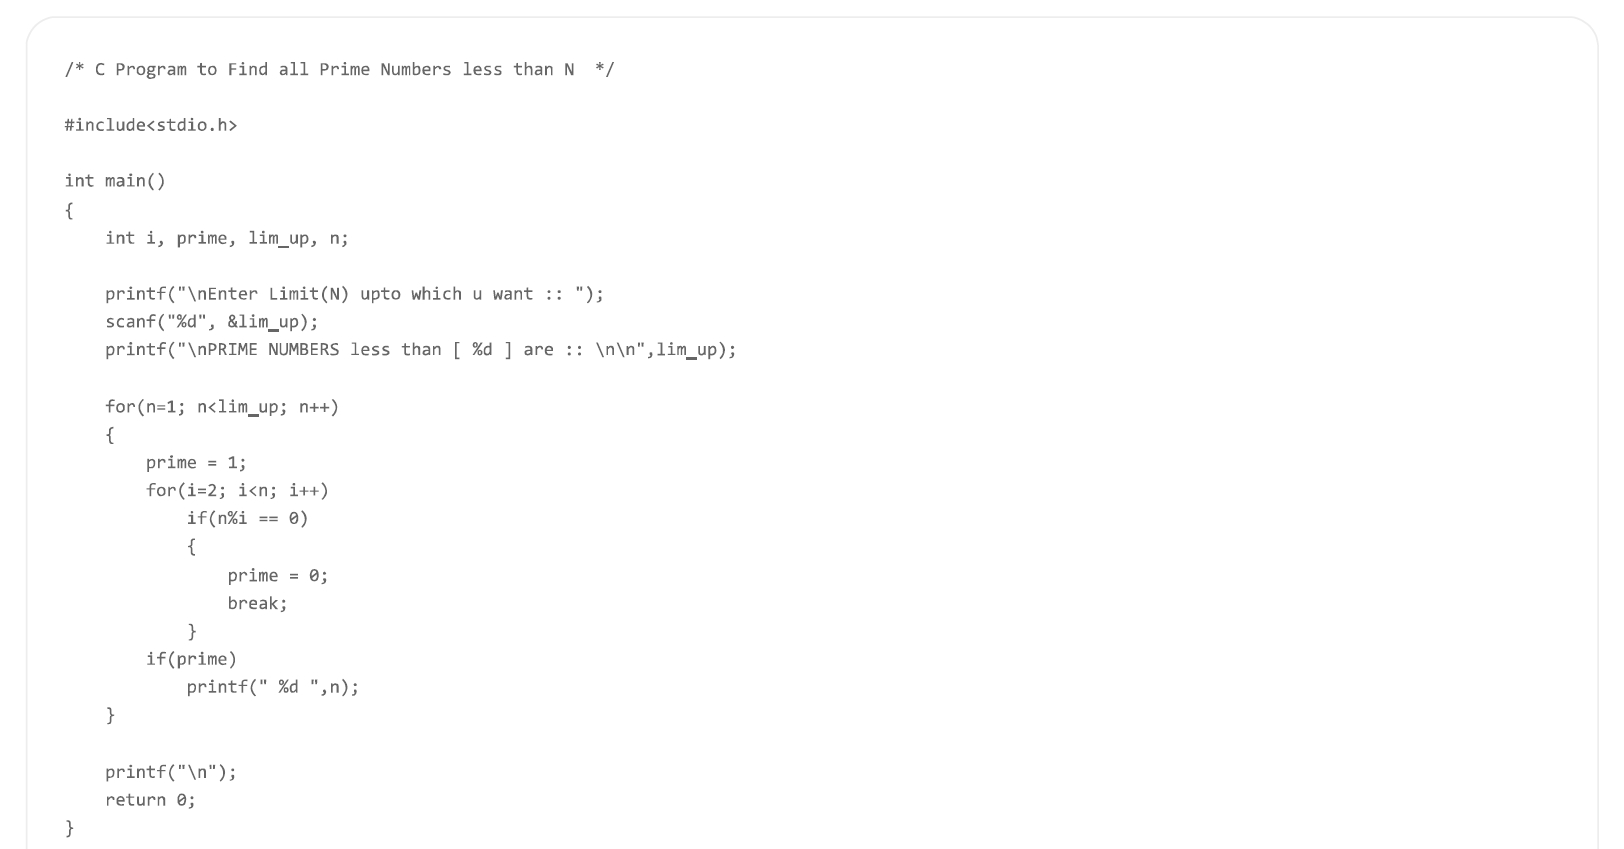 /* C Program to Find all Prime Numbers less than N  */

#include<stdio.h>

int main()
{
    int i, prime, lim_up, n;

    printf("\nEnter Limit(N) upto which u want :: ");
    scanf("%d", &lim_up);
    printf("\nPRIME NUMBERS less than [ %d ] are :: \n\n",lim_up);

    for(n=1; n<lim_up; n++)
    {
        prime = 1;
        for(i=2; i<n; i++)
            if(n%i == 0)
            {
                prime = 0;
                break;
            }
        if(prime)
            printf(" %d ",n);
    }

    printf("\n");
    return 0;
}